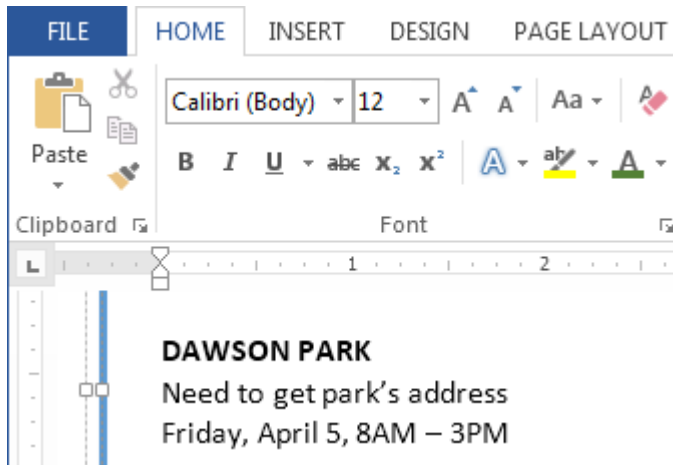 FILE HOME INSERT DESIGN PAGE LAYOUT
Calibri (Body) 12 A A Aa
Paste
B I U abc X₂ X² A ab A
Clipboard Font
L 1 2
DAWSON PARK
Need to get park’s address
Friday, April 5, 8AM – 3PM